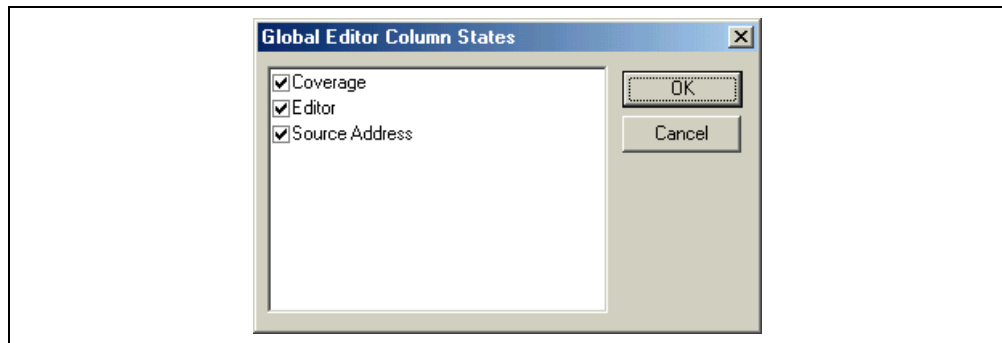 Global Editor Column States
Coverage
Editor
Source Address
OK
Cancel